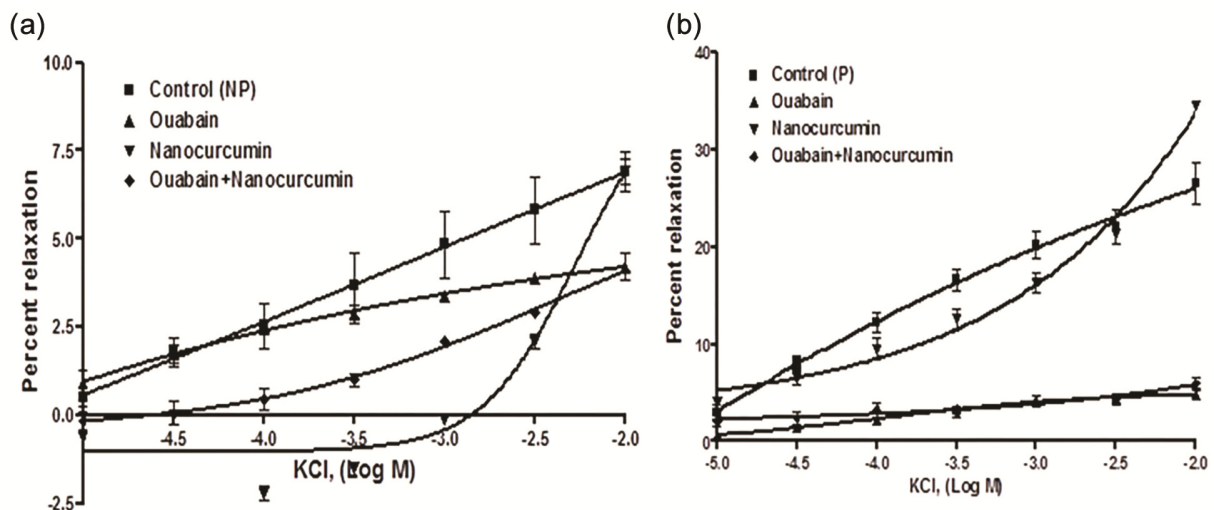 (a)
10.0
7.5
5.0
2.5
0.0
-2.5
Percent relaxation
Control (NP)
Ouabain
Nanocurcumin
Ouabain+Nanocurcumin
-4.5
-4.0
-3.5
-3.0
-2.5
-2.0
KCl, (Log M)
(b)
40
30
20
10
0
Percent relaxation
Control (P)
Ouabain
Nanocurcumin
Ouabain+Nanocurcumin
-5.0
-4.5
-4.0
-3.5
-3.0
-2.5
-2.0
KCl, (Log M)